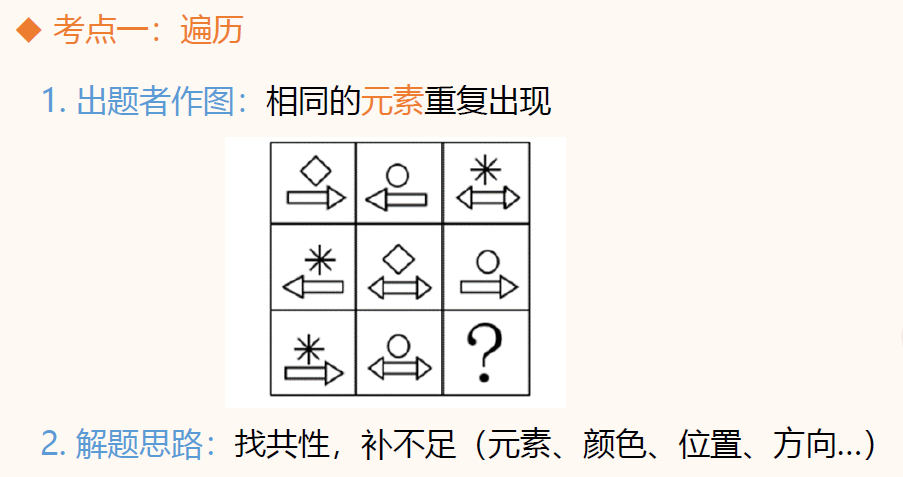 ◆ 考点一：遍历
1. 出题者作图：相同的元素重复出现
?
2. 解题思路：找共性，补不足（元素、颜色、位置、方向...）